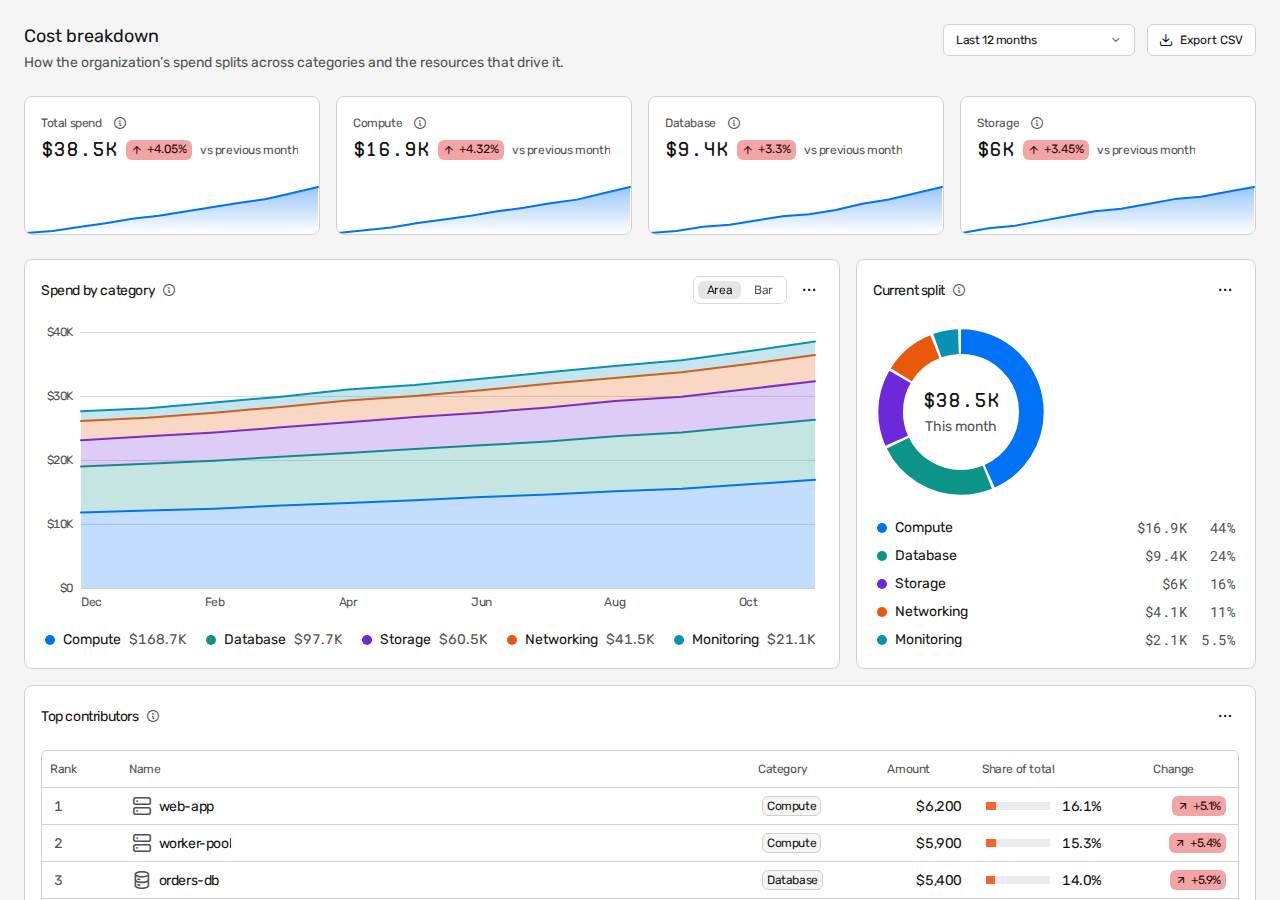 Cost breakdown
How the organization's spend splits across categories and the resources that drive it.
Last 12 months
Export CSV
Total spend
$38.5K +4.05% vs previous month
Compute
$16.9K +4.32% vs previous month
Database
$9.4K +3.3% vs previous month
Storage
$6K +3.45% vs previous month
Spend by category
Area Bar
$40K
$30K
$20K
$10K
$0
Dec Feb Apr Jun Aug Oct
Compute $168.7K Database $97.7K Storage $60.5K Networking $41.5K Monitoring $21.1K
Current split
$38.5K
This month
Compute $16.9K 44%
Database $9.4K 24%
Storage $6K 16%
Networking $4.1K 11%
Monitoring $2.1K 5.5%
Top contributors
Rank Name Category Amount Share of total Change
1 web-app Compute $6,200 16.1% +5.1%
2 worker-pool Compute $5,900 15.3% +5.4%
3 orders-db Database $5,400 14.0% +5.9%